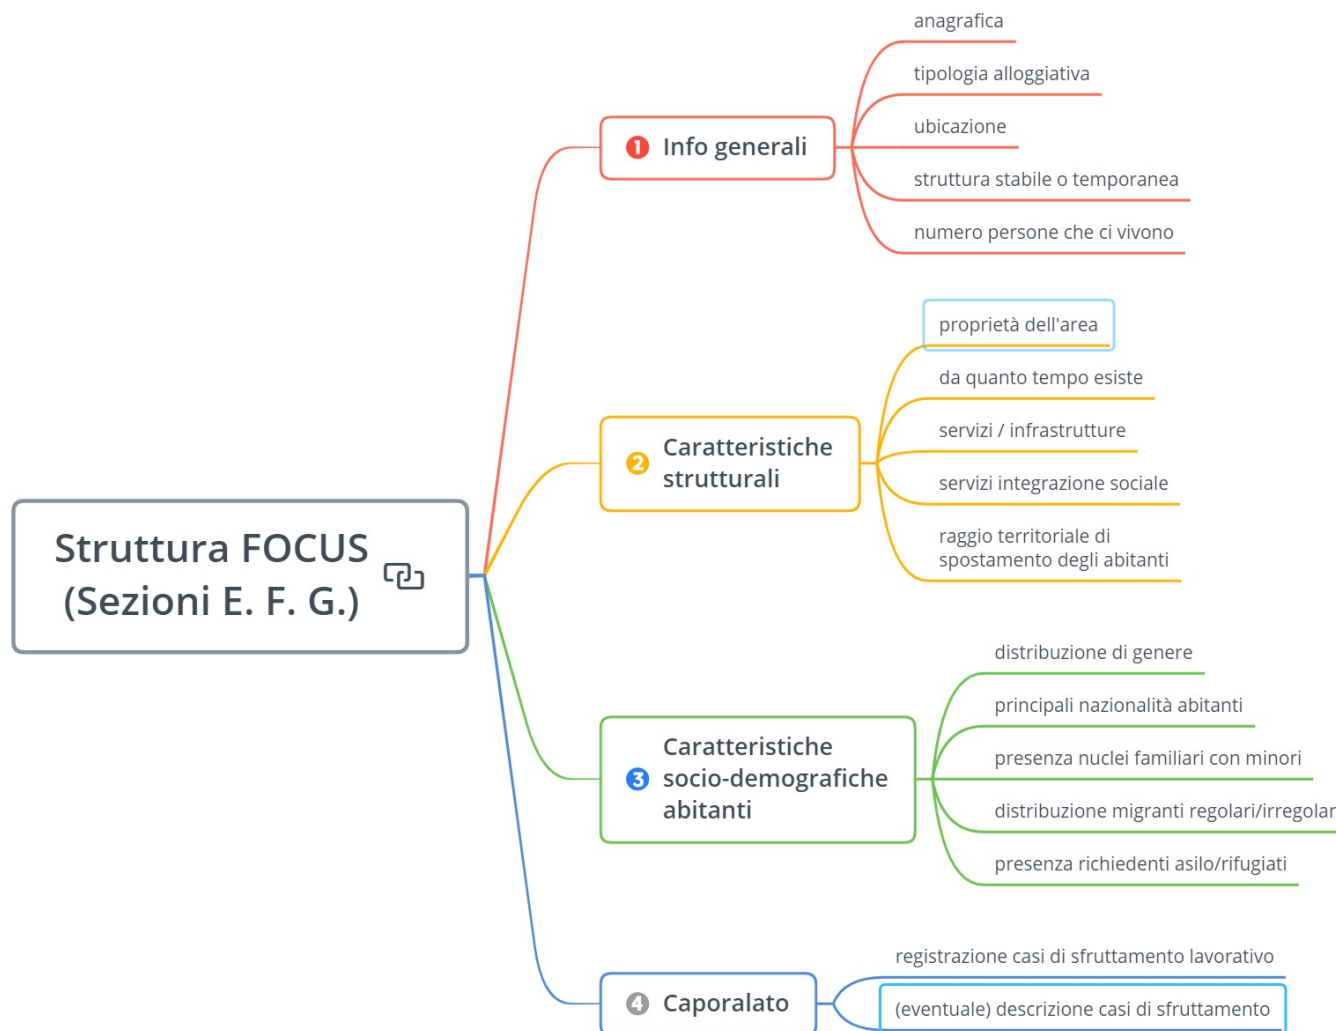 Struttura FOCUS
(Sezioni E. F. G.)
1 Info generali
anagrafica
tipologia alloggiativa
ubicazione
struttura stabile o temporanea
numero persone che ci vivono
2 Caratteristiche
strutturali
proprietà dell'area
da quanto tempo esiste
servizi / infrastrutture
servizi integrazione sociale
raggio territoriale di
spostamento degli abitanti
3 Caratteristiche
socio-demografiche
abitanti
distribuzione di genere
principali nazionalità abitanti
presenza nuclei familiari con minori
distribuzione migranti regolari/irregolar
presenza richiedenti asilo/rifugiati
4 Caporalato
registrazione casi di sfruttamento lavorativo
(eventuale) descrizione casi di sfruttamento